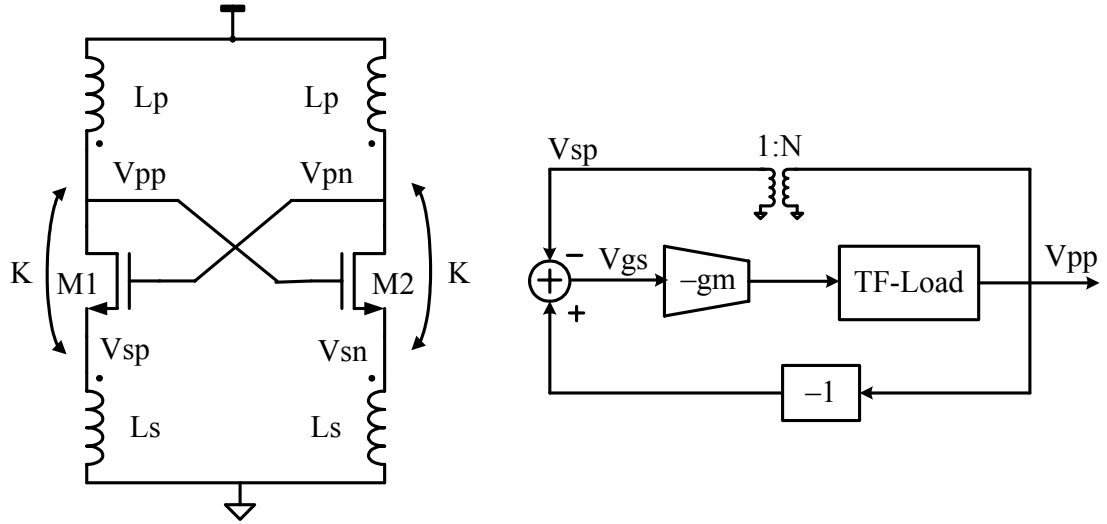 Lp Lp
Vpp Vpn
K M1 M2 K
Vsp Vsn
Ls Ls
Vsp 1:N
−
+ Vgs −gm TF-Load Vpp
+
−1